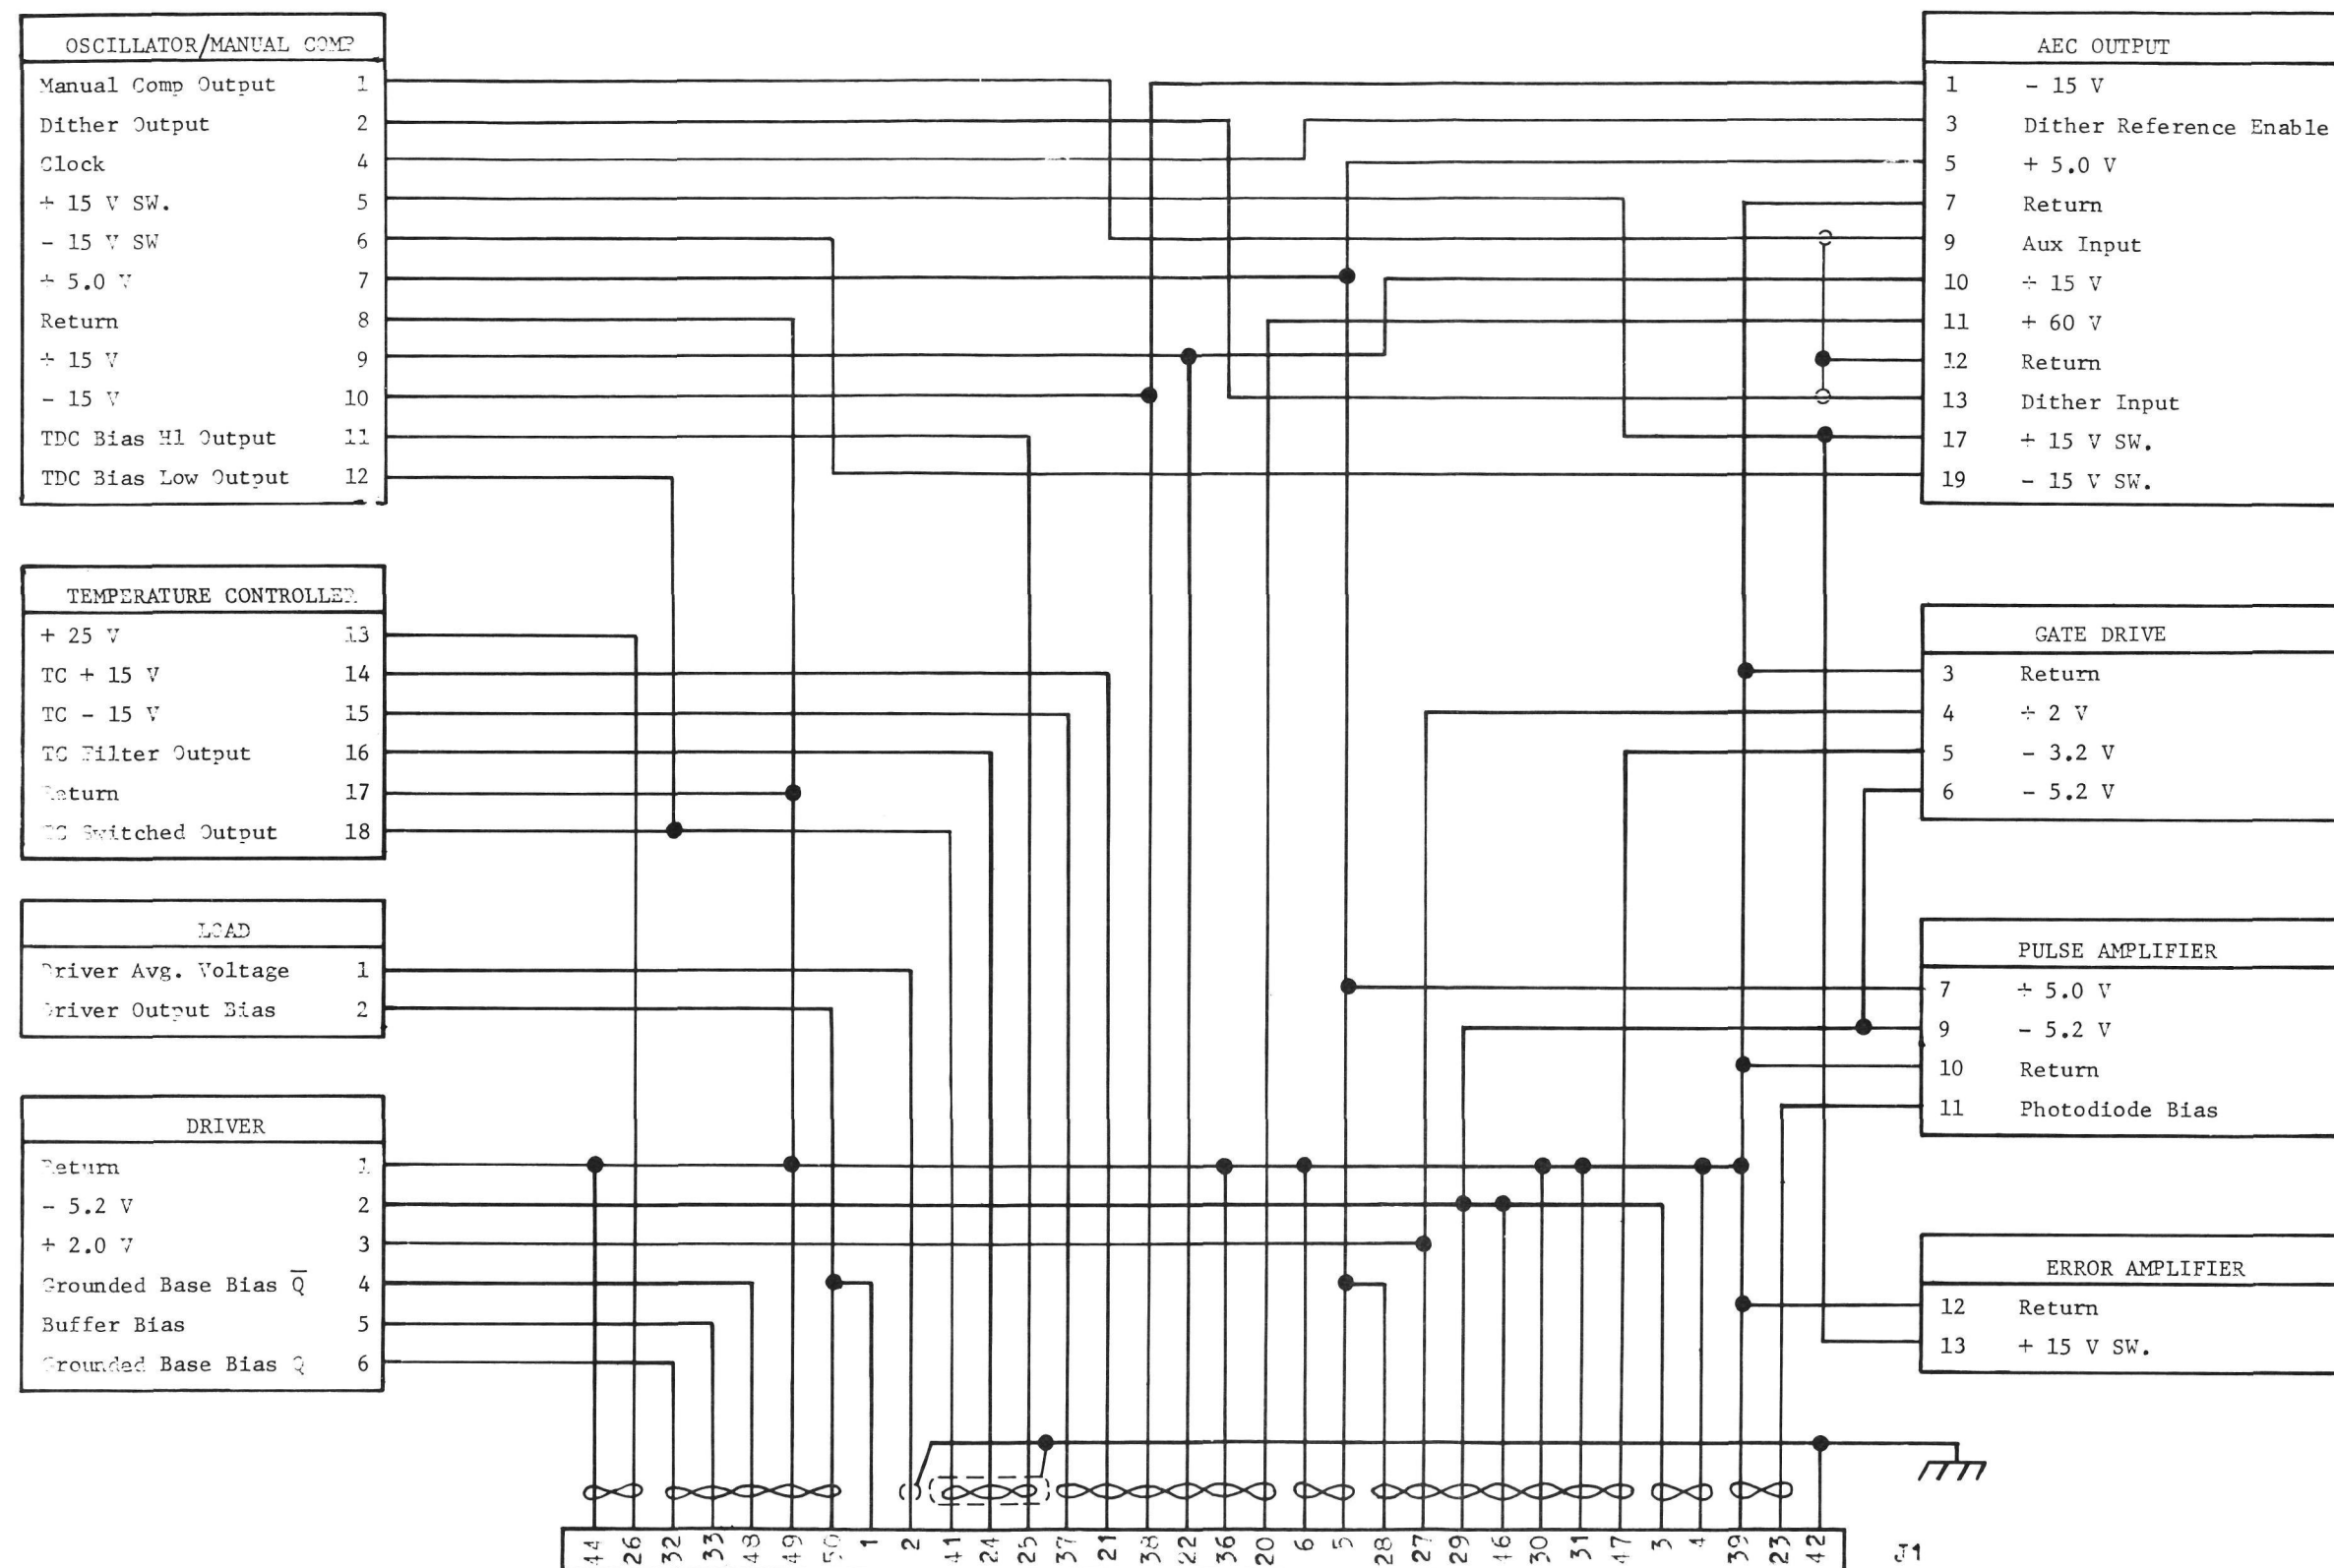 OSCILLATOR/MANUAL COMP
Manual Comp Output 1
Dither Output 2
Clock 4
+ 15 V SW. 5
- 15 V SW 6
+ 5.0 V 7
Return 8
+ 15 V 9
- 15 V 10
TDC Bias H1 Output 11
TDC Bias Low Output 12
TEMPERATURE CONTROLLER
+ 25 V 13
TC + 15 V 14
TC - 15 V 15
TC Filter Output 16
Return 17
TC Switched Output 18
LOAD
Driver Avg. Voltage 1
Driver Output Bias 2
DRIVER
Return 1
- 5.2 V 2
+ 2.0 V 3
Grounded Base Bias Q̅ 4
Buffer Bias 5
Grounded Base Bias Q 6
AEC OUTPUT
1 - 15 V
3 Dither Reference Enable
5 + 5.0 V
7 Return
9 Aux Input
10 + 15 V
11 + 60 V
12 Return
13 Dither Input
17 + 15 V SW.
19 - 15 V SW.
GATE DRIVE
3 Return
4 + 2 V
5 - 3.2 V
6 - 5.2 V
PULSE AMPLIFIER
7 + 5.0 V
9 - 5.2 V
10 Return
11 Photodiode Bias
ERROR AMPLIFIER
12 Return
13 + 15 V SW.
44 26 32 33 48 49 50 1 2 41 24 25 37 21 38 22 36 20 6 5 28 27 29 46 30 31 47 3 4 39 23 42